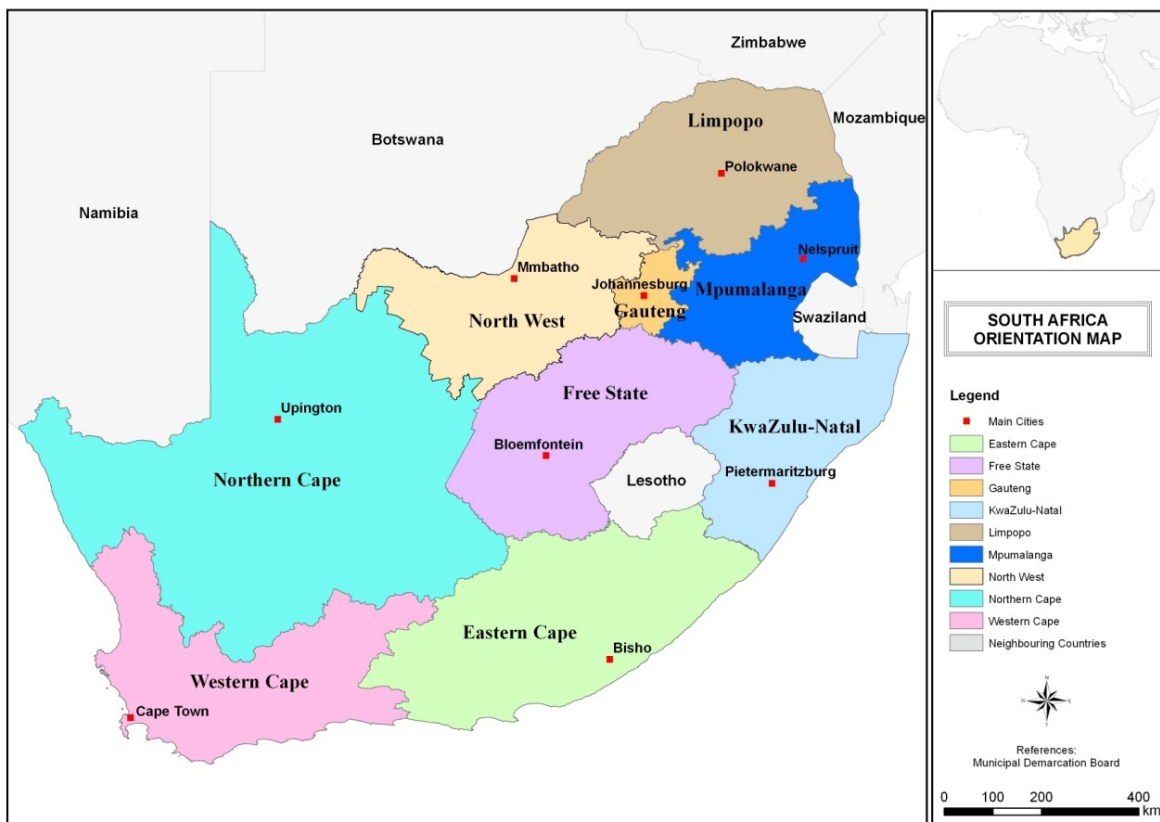 Zimbabwe
Limpopo
Mozambique
Botswana
Polokwane
Namibia
Nelspruit
Mmbatho
Johannesburg
Mpumalanga
Gauteng
North West
Swaziland
Free State
Upington
KwaZulu-Natal
Bloemfontein
Northern Cape
Lesotho
Pietermaritzburg
Eastern Cape
Bisho
Western Cape
Cape Town
SOUTH AFRICA
ORIENTATION MAP
Legend
Main Cities
Eastern Cape
Free State
Gauteng
KwaZulu-Natal
Limpopo
Mpumalanga
North West
Northern Cape
Western Cape
Neighbouring Countries
N
W E
S
References:
Municipal Demarcation Board
0 100 200 400
km